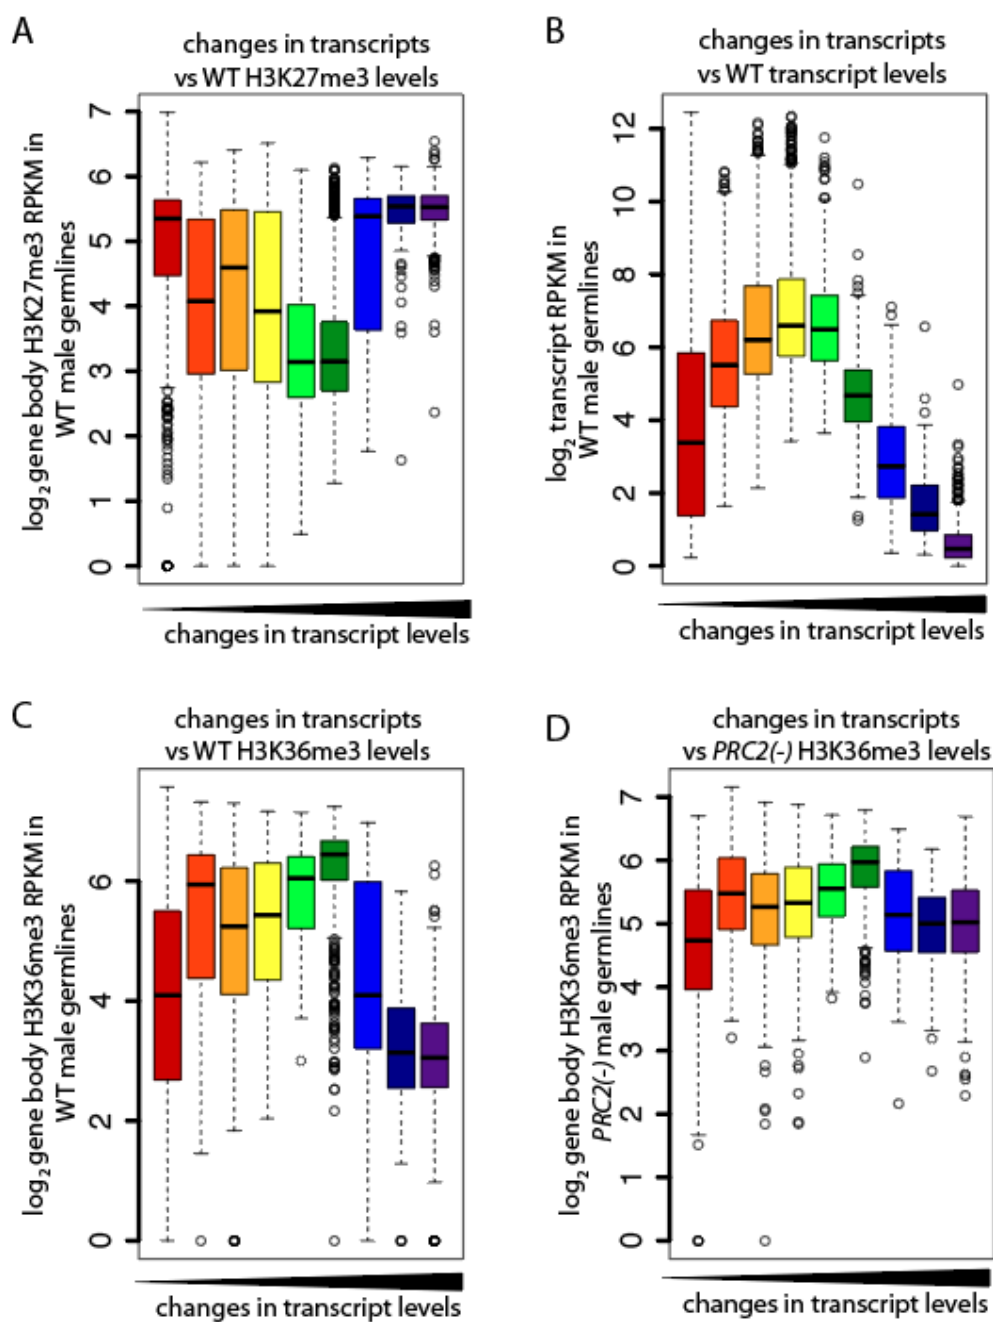 A
changes in transcripts
vs WT H3K27me3 levels
log2 gene body H3K27me3 RPKM in
WT male germlines
7
6
5
4
3
2
1
0
changes in transcript levels
B
changes in transcripts
vs WT transcript levels
log2 transcript RPKM in
WT male germlines
12
10
8
6
4
2
0
changes in transcript levels
C
changes in transcripts
vs WT H3K36me3 levels
log2 gene body H3K36me3 RPKM in
WT male germlines
6
4
2
0
changes in transcript levels
D
changes in transcripts
vs PRC2(-) H3K36me3 levels
log2 gene body H3K36me3 RPKM in
PRC2(-) male germlines
7
6
5
4
3
2
1
0
changes in transcript levels